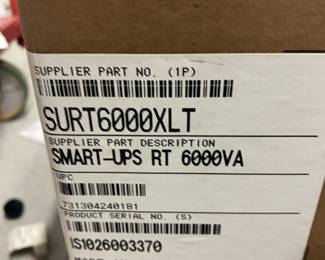 SUPPLIER PART NO. (1P)
SURT6000XLT
SUPPLIER PART DESCRIPTION
SMART-UPS RT 6000VA
UPC
731304240181
PRODUCT SERIAL NO. (S)
IS1026003370